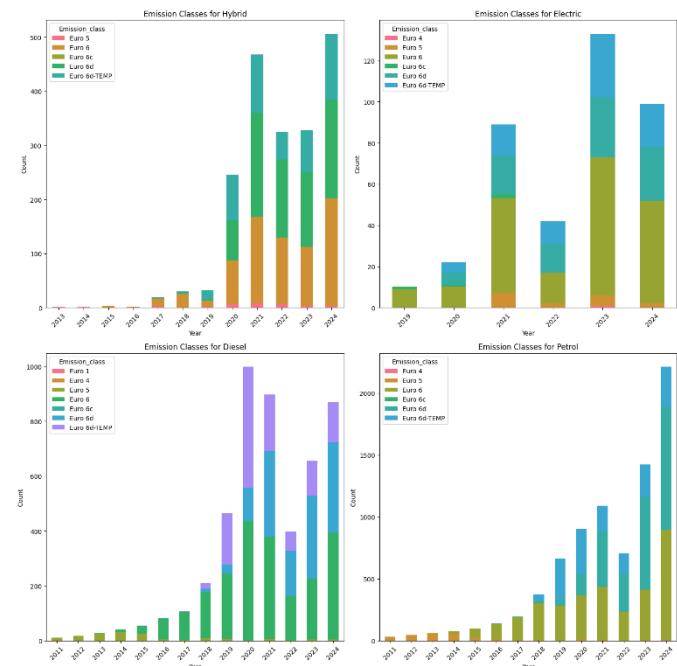 Emission Classes for Hybrid
Emission_class
Euro 5
Euro 6
Euro 6c
Euro 6d
Euro 6d-TEMP
500
400
300
200
100
0
Count
2013 2014 2015 2016 2017 2018 2019 2020 2021 2022 2023 2024
Year
Emission Classes for Electric
Emission_class
Euro 4
Euro 5
Euro 6
Euro 6c
Euro 6d
Euro 6d-TEMP
120
100
80
60
40
20
0
Count
2019 2020 2021 2022 2023 2024
Year
Emission Classes for Diesel
Emission_class
Euro 1
Euro 4
Euro 5
Euro 6
Euro 6c
Euro 6d
Euro 6d-TEMP
1000
800
600
400
200
0
Count
2011 2012 2013 2014 2015 2016 2017 2018 2019 2020 2021 2022 2023 2024
Year
Emission Classes for Petrol
Emission_class
Euro 4
Euro 5
Euro 6
Euro 6c
Euro 6d
Euro 6d-TEMP
2000
1500
1000
500
0
Count
2011 2012 2013 2014 2015 2016 2017 2018 2019 2020 2021 2022 2023 2024
Year